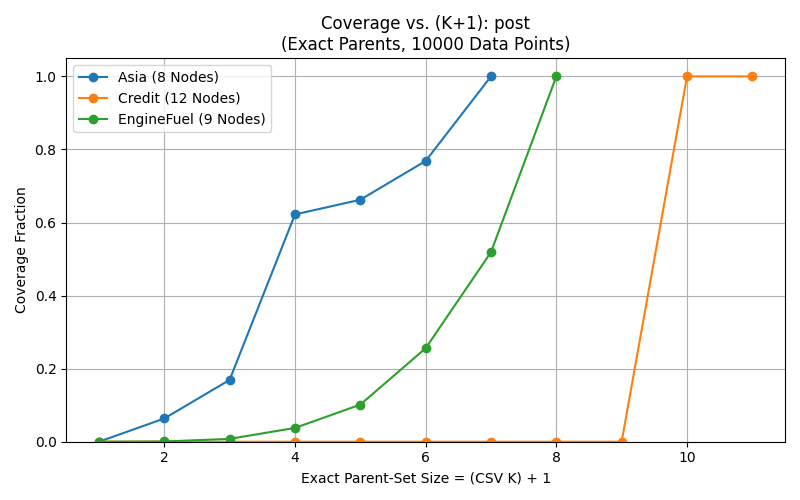 Coverage vs. (K+1): post
(Exact Parents, 10000 Data Points)
Asia (8 Nodes)
Credit (12 Nodes)
EngineFuel (9 Nodes)
Coverage Fraction
1.0
0.8
0.6
0.4
0.2
0.0
2 4 6 8 10
Exact Parent-Set Size = (CSV K) + 1